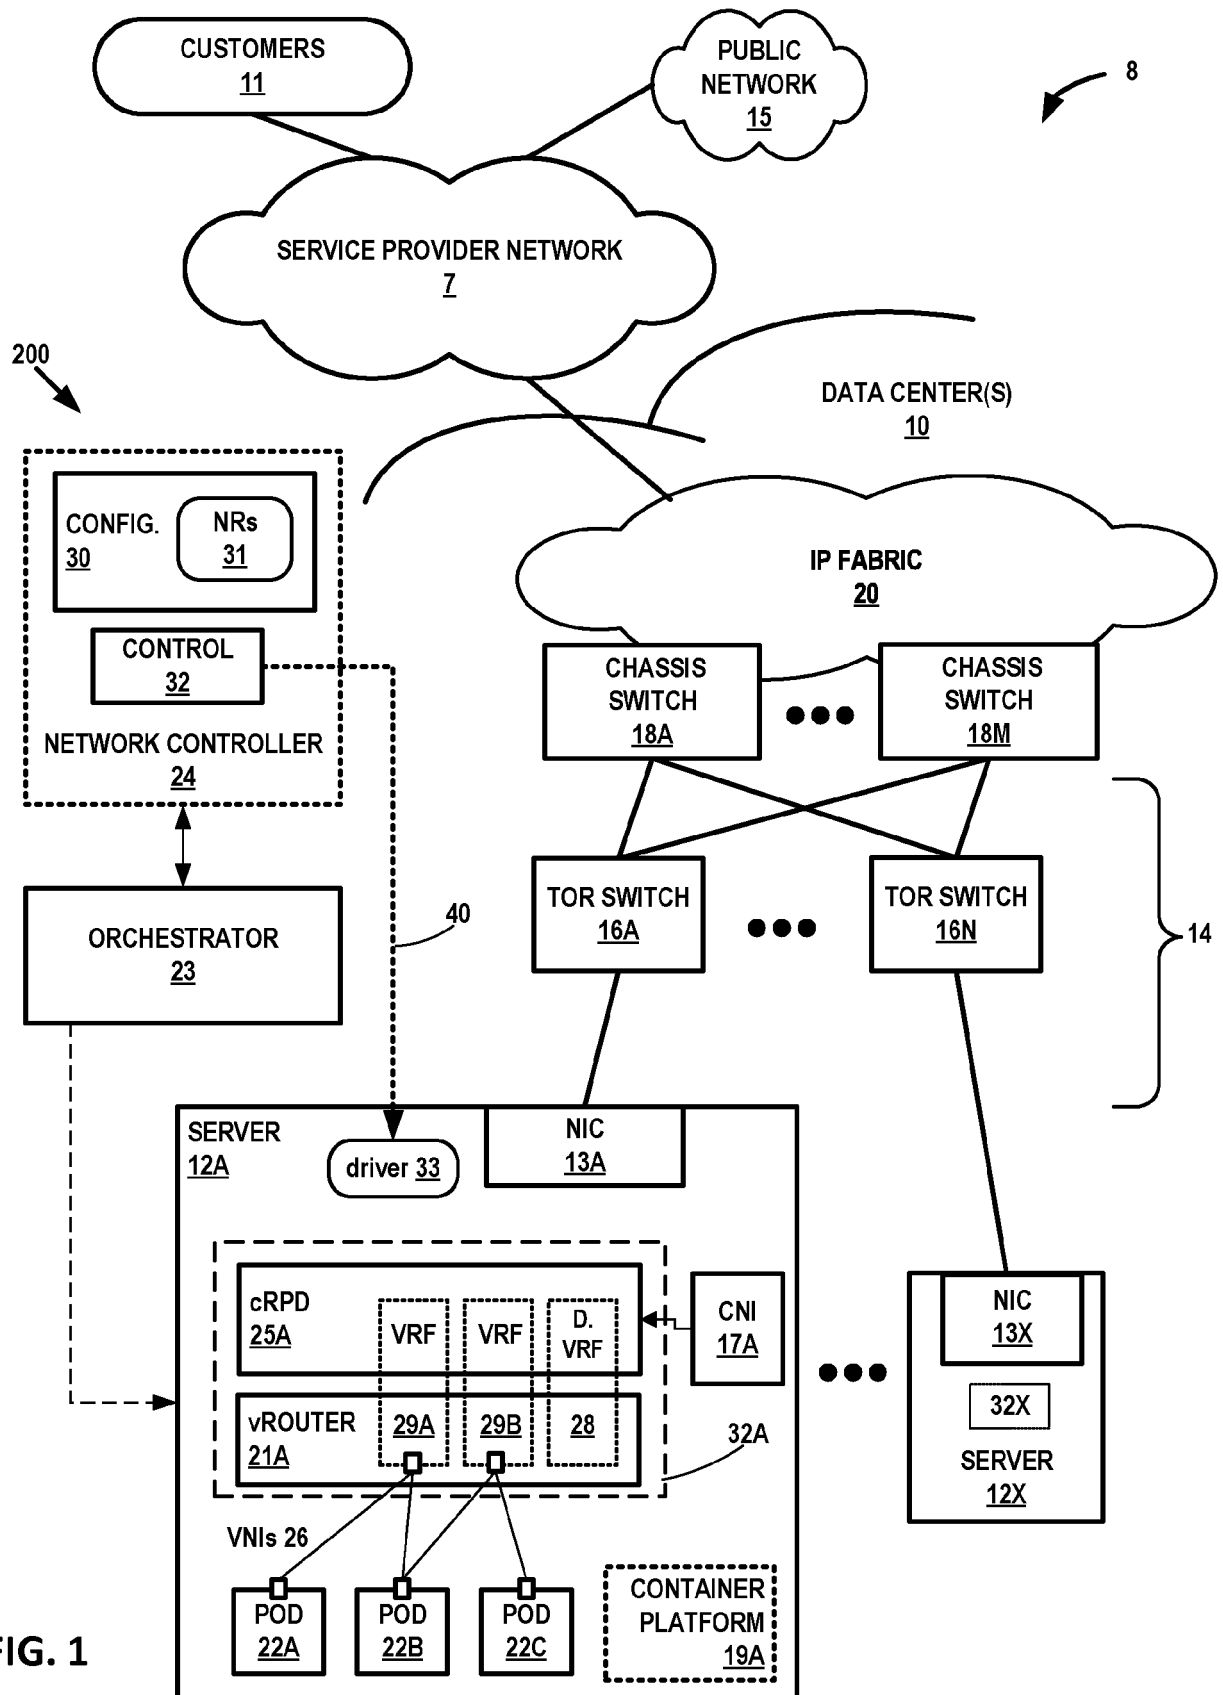 CUSTOMERS
11
PUBLIC
NETWORK
15
8
SERVICE PROVIDER NETWORK
7
200
DATA CENTER(S)
10
CONFIG.
30
NRs
31
IP FABRIC
20
CONTROL
32
CHASSIS
SWITCH
18A
CHASSIS
SWITCH
18M
NETWORK CONTROLLER
24
TOR SWITCH
16A
TOR SWITCH
16N
14
ORCHESTRATOR
23
40
SERVER
12A
driver 33
NIC
13A
cRPD
25A
VRF
VRF
D.
VRF
CNI
17A
NIC
13X
32X
SERVER
12X
vROUTER
21A
29A
29B
28
32A
VNIs 26
POD
22A
POD
22B
POD
22C
CONTAINER
PLATFORM
19A
FIG. 1